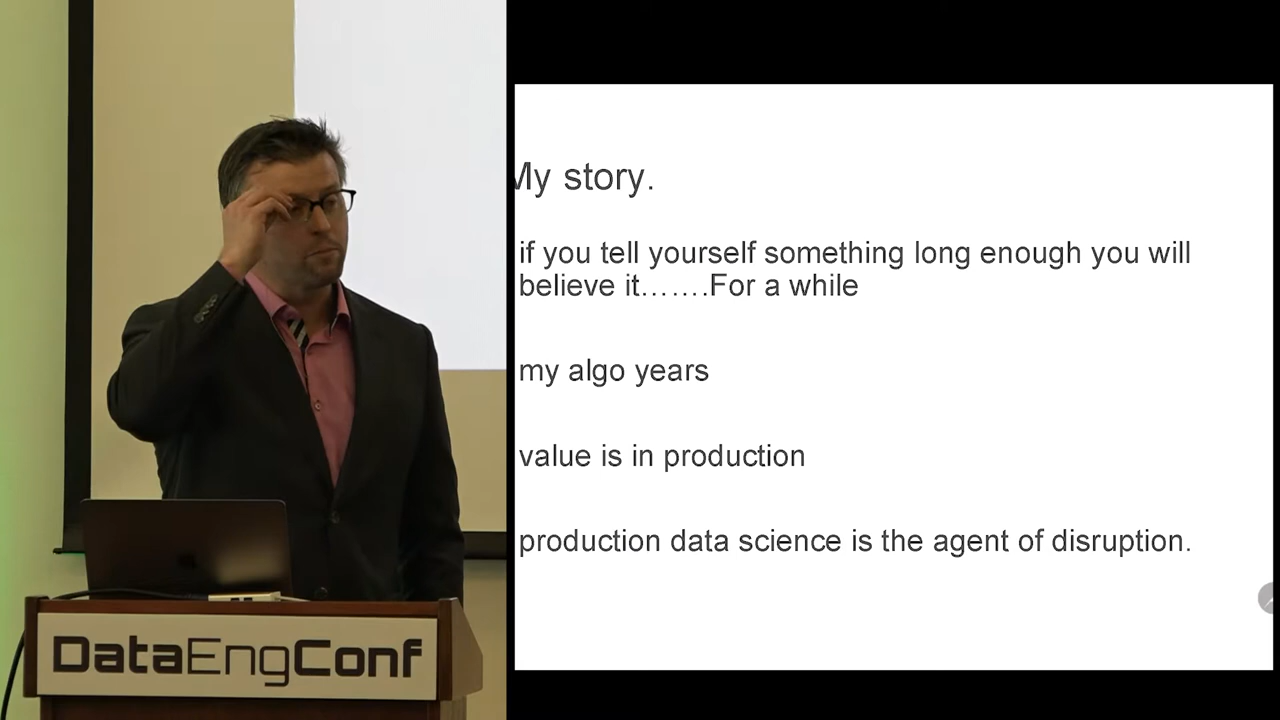 My story.
if you tell yourself something long enough you will
believe it…….For a while
my algo years
value is in production
production data science is the agent of disruption.
DataEngConf